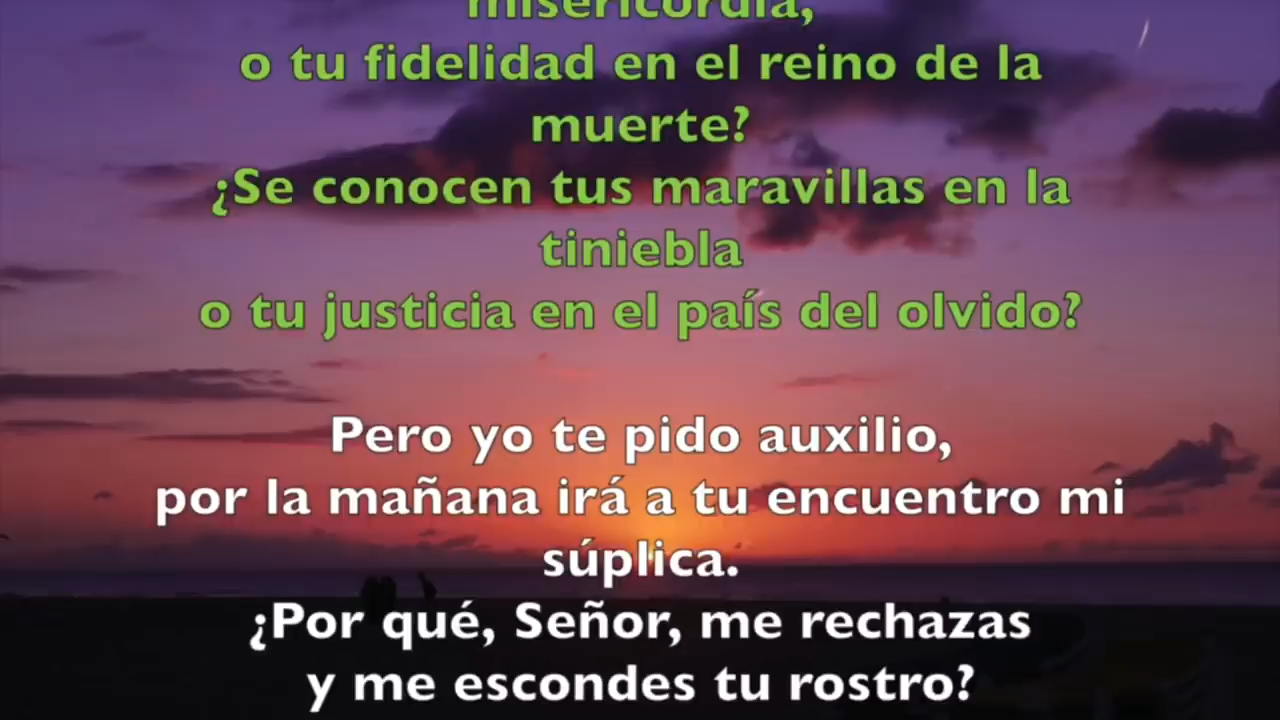 misericordia,
o tu fidelidad en el reino de la
muerte?
¿Se conocen tus maravillas en la
tiniebla
o tu justicia en el país del olvido?
Pero yo te pido auxilio,
por la mañana irá a tu encuentro mi
súplica.
¿Por qué, Señor, me rechazas
y me escondes tu rostro?